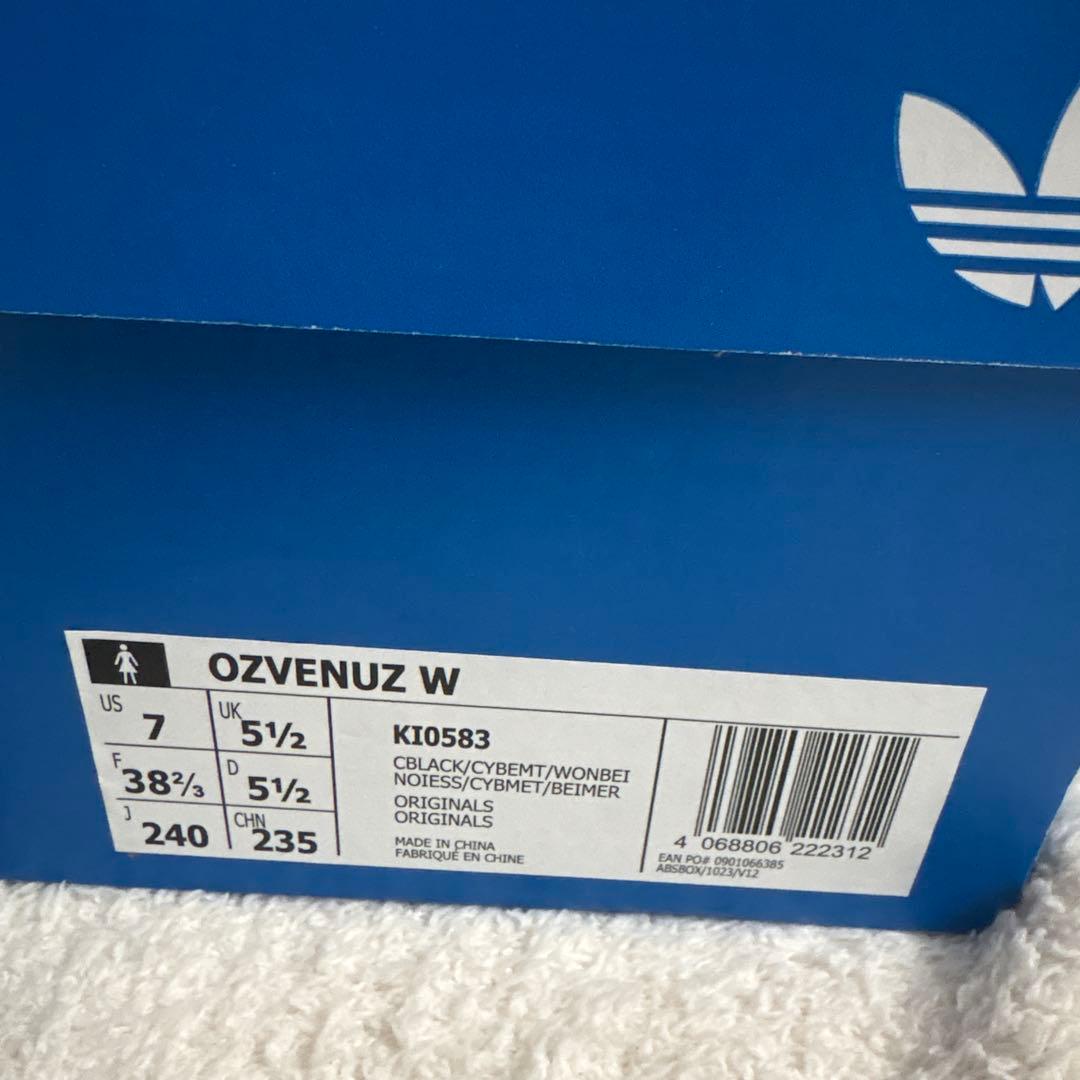 OZVENUZ W
US 7
UK 5½
F 38⅔
D 5½
J 240
CHN 235
KI0583
CBLACK/CYBEMT/WONBEI
NOIESS/CYBMET/BEIMER
ORIGINALS
ORIGINALS
MADE IN CHINA
FABRIQUÉ EN CHINE
4 068806 222312
EAN PO# 0901066385
ABSBOX/1023/V12